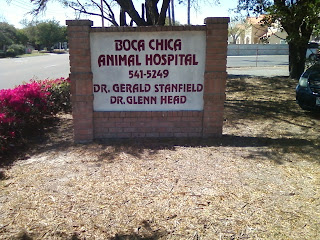 BOCA CHICA
ANIMAL HOSPITAL
541-5249
DR. GERALD STANFIELD
DR. GLENN HEAD